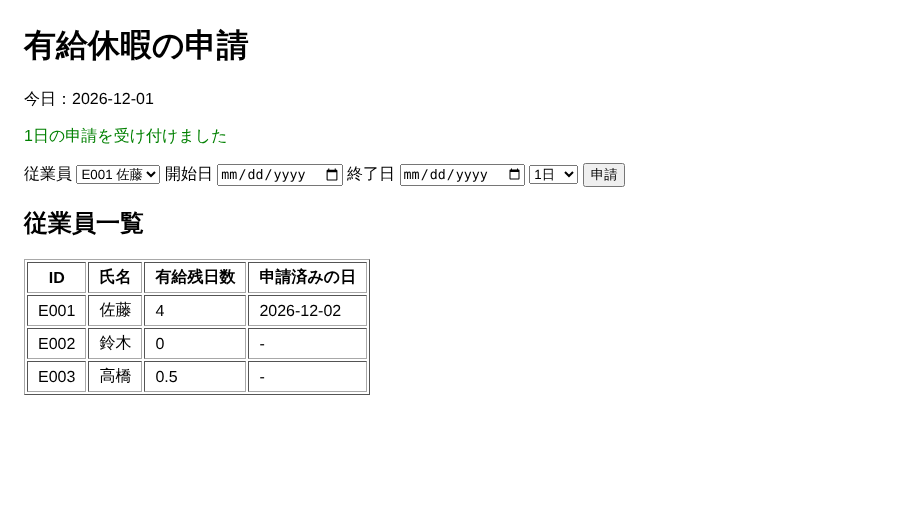 有給休暇の申請
今日：2026-12-01
1日の申請を受け付けました
従業員 E001 佐藤 開始日 mm/dd/yyyy 終了日 mm/dd/yyyy 1日 申請
従業員一覧
ID 氏名 有給残日数 申請済みの日
E001 佐藤 4 2026-12-02
E002 鈴木 0 -
E003 高橋 0.5 -